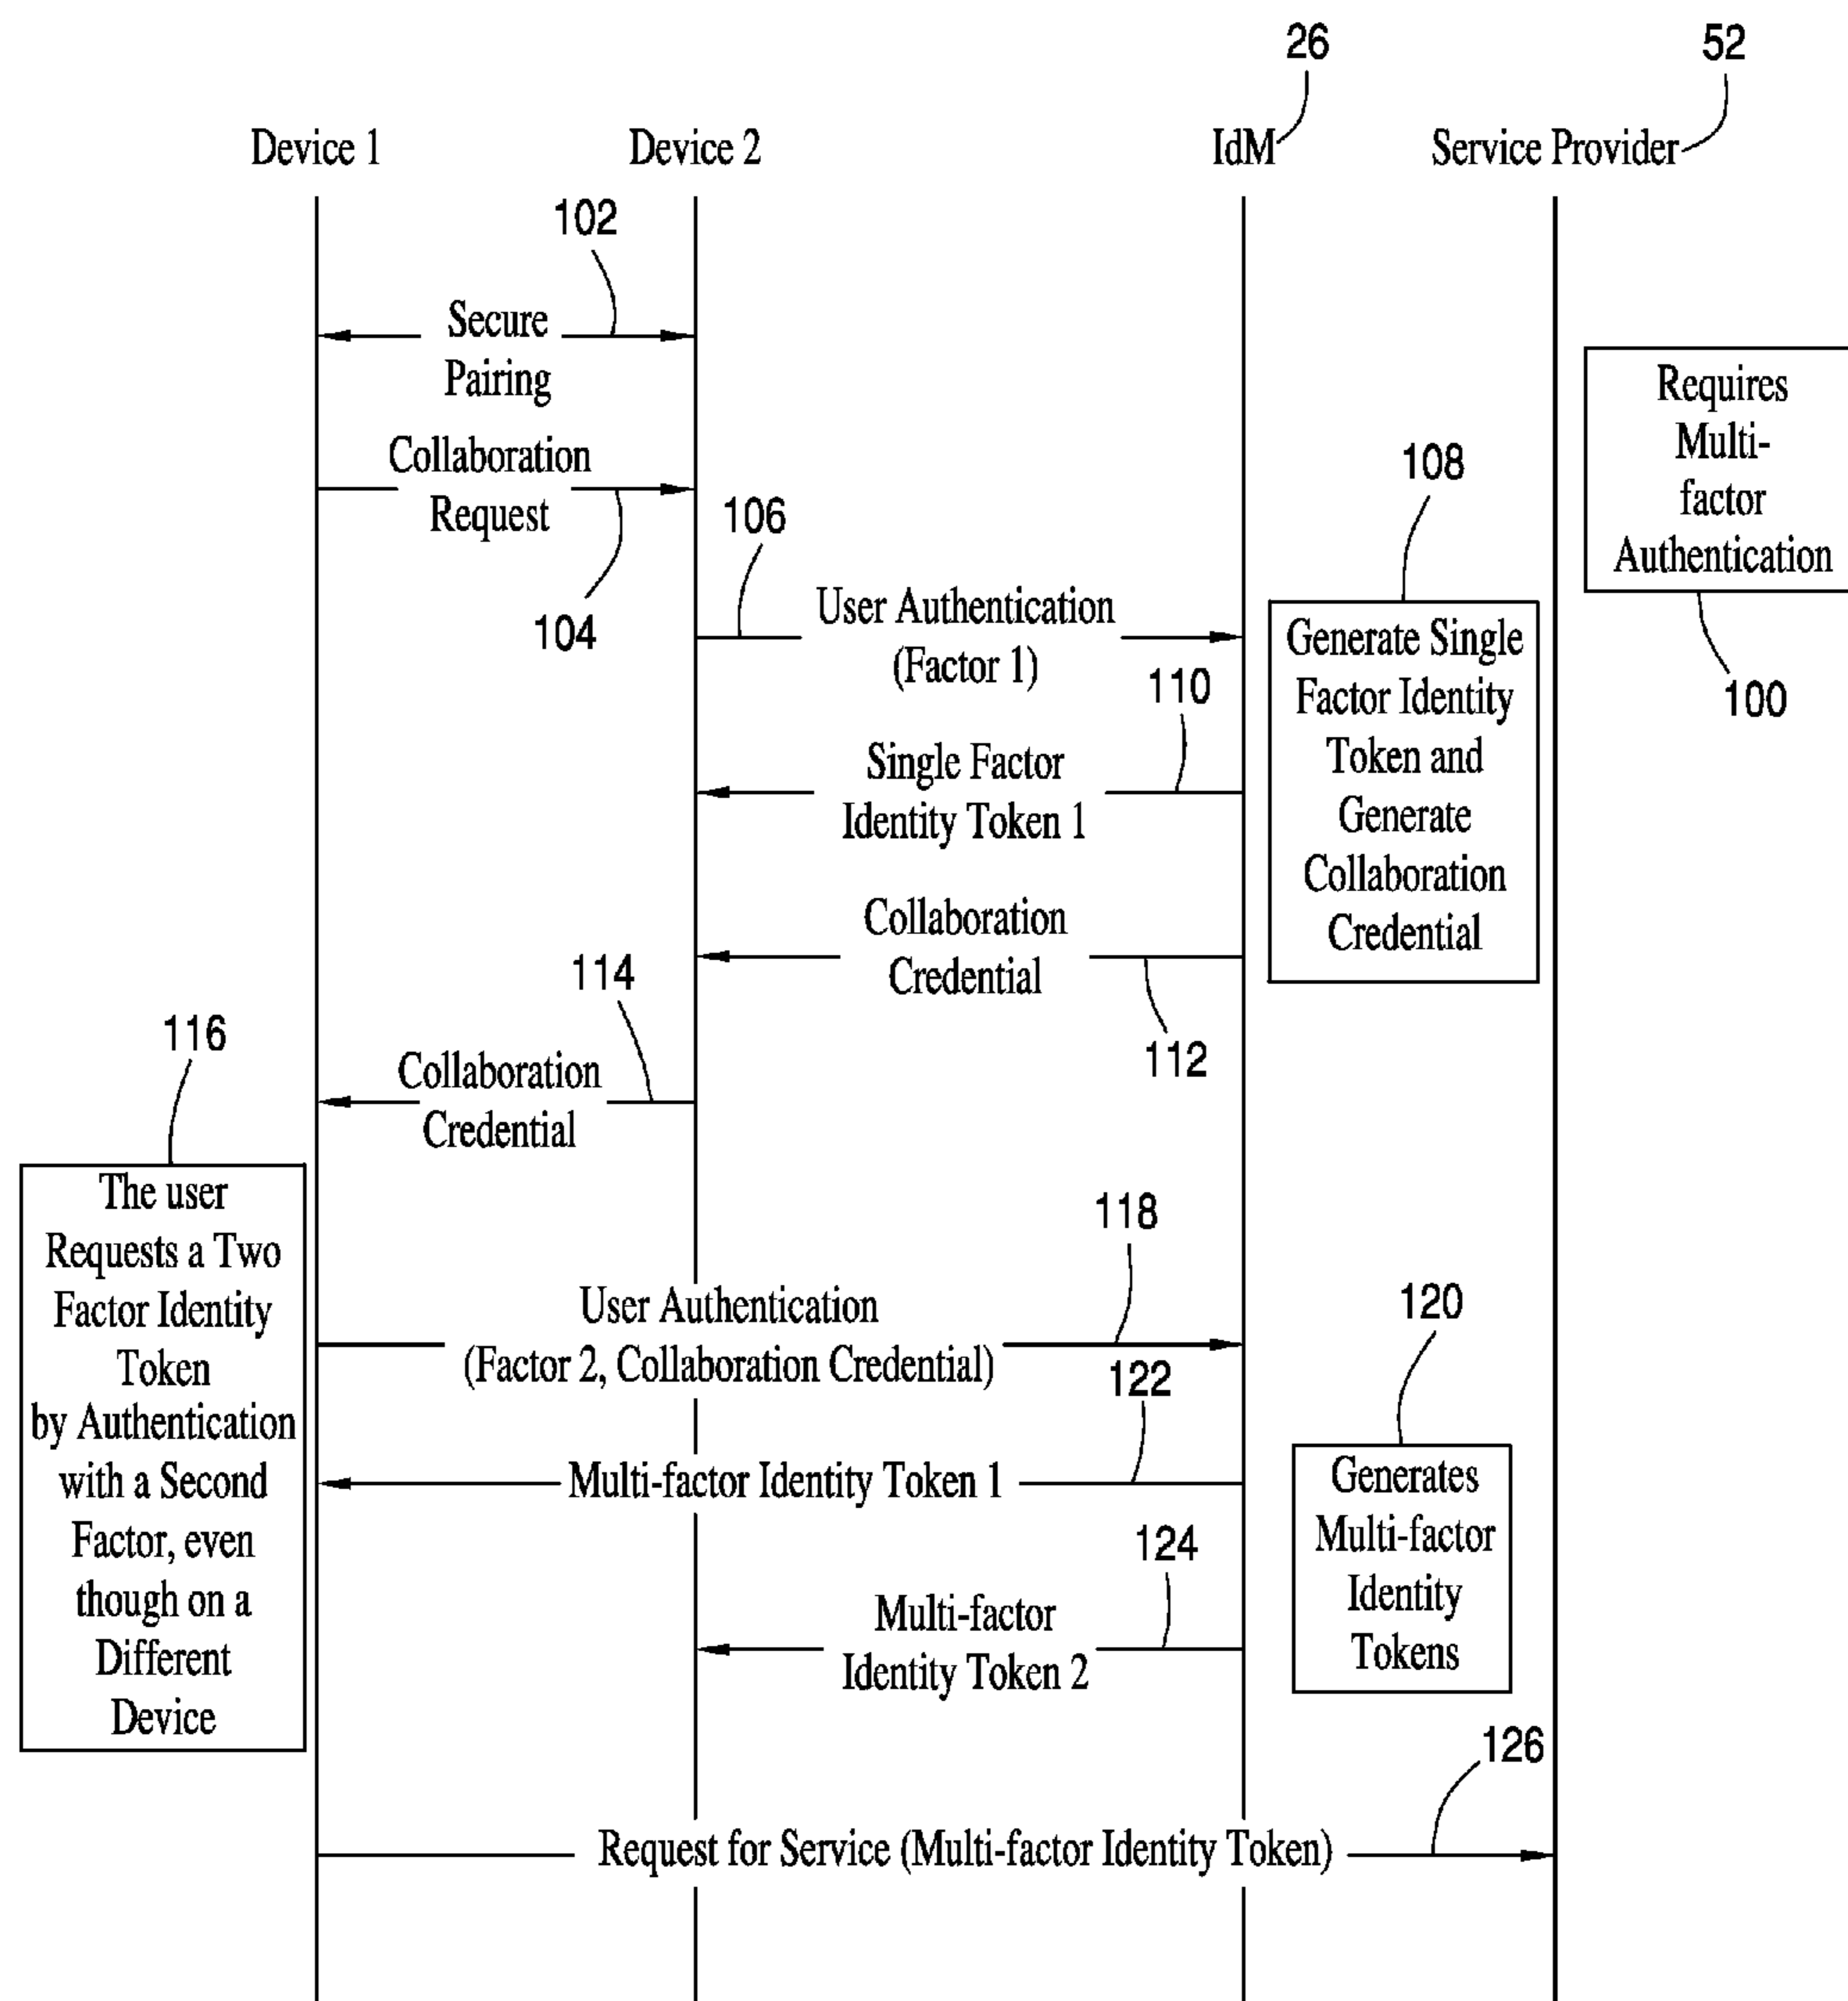 26
52
Device 1
Device 2
IdM
Service Provider
102
Secure
Pairing
Requires
Multi-
factor
Authentication
100
Collaboration
Request
104
106
108
User Authentication
(Factor 1)
Generate Single
Factor Identity
Token and
Generate
Collaboration
Credential
110
Single Factor
Identity Token 1
Collaboration
Credential
112
114
Collaboration
Credential
116
The user
Requests a Two
Factor Identity
Token
by Authentication
with a Second
Factor, even
though on a
Different
Device
118
User Authentication
(Factor 2, Collaboration Credential)
120
122
Multi-factor Identity Token 1
Generates
Multi-factor
Identity
Tokens
124
Multi-factor
Identity Token 2
126
Request for Service (Multi-factor Identity Token)